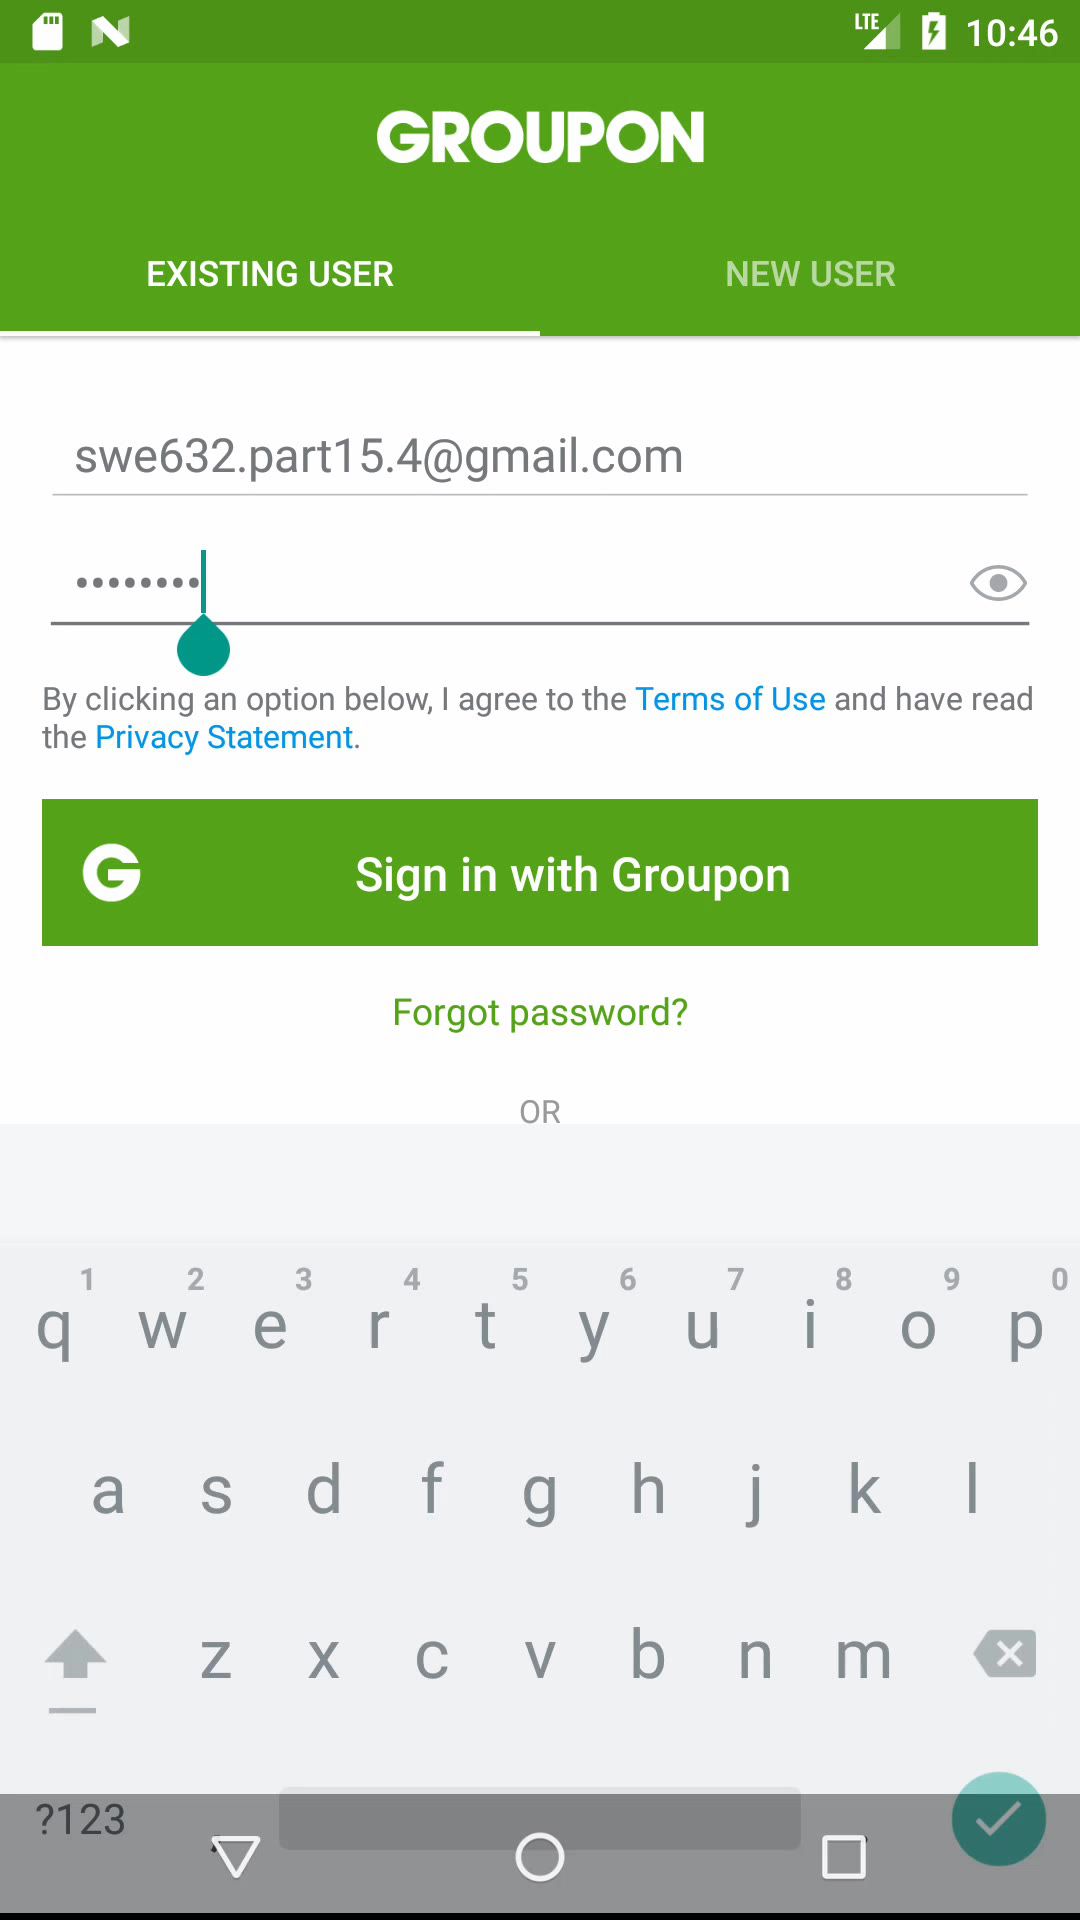 LTE 10:46
GROUPON
EXISTING USER NEW USER
swe632.part15.4@gmail.com
••••••••
By clicking an option below, I agree to the Terms of Use and have read
the Privacy Statement.
G Sign in with Groupon
Forgot password?
OR
1 2 3 4 5 6 7 8 9 0
q w e r t y u i o p
a s d f g h j k l
z x c v b n m
?123